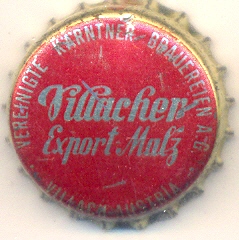 VEREINIGTE KÄRNTNER BRAUEREIEN A.G.
Villacher
Export Malz
VILLACH AUSTRIA